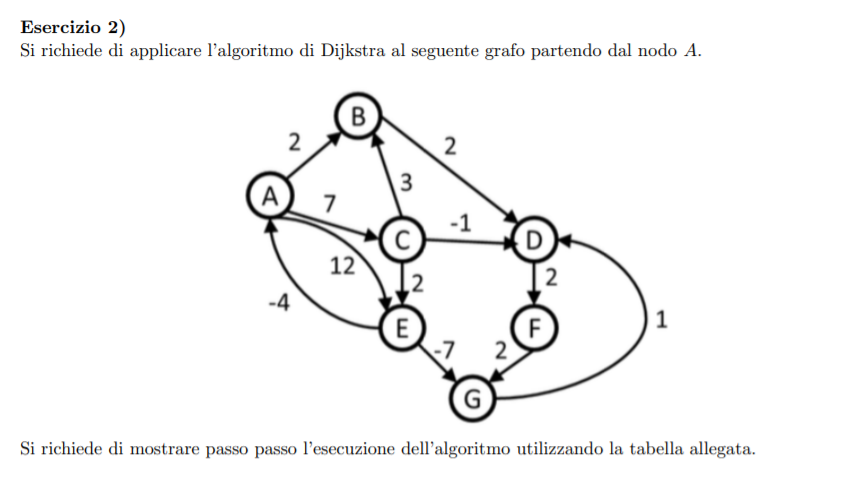 Esercizio 2)
Si richiede di applicare l'algoritmo di Dijkstra al seguente grafo partendo dal nodo A.
B
2
2
A
7
3
-1
C
D
12
2
2
-4
E
F
1
-7
2
G
Si richiede di mostrare passo passo l'esecuzione dell'algoritmo utilizzando la tabella allegata.